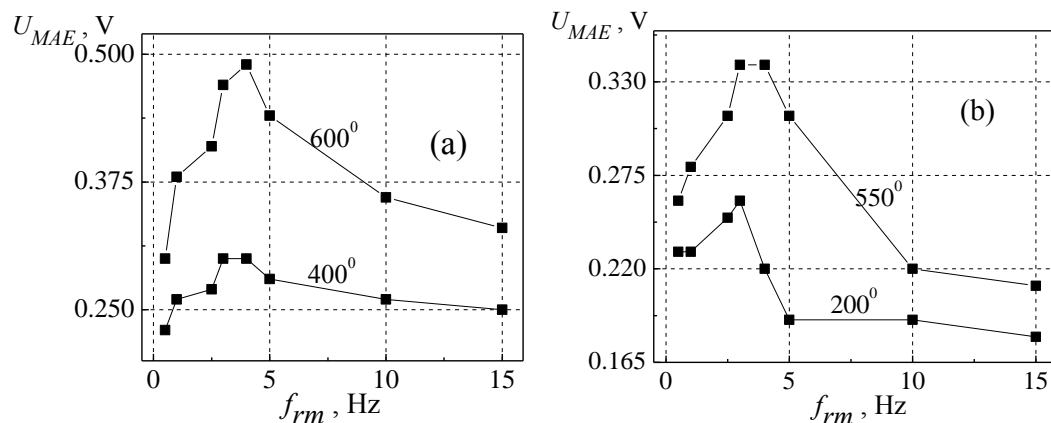 U_MAE , V
0.500
0.375
0.250
600⁰
400⁰
(a)
0 5 10 15
f_rm , Hz
U_MAE , V
0.330
0.275
0.220
0.165
(b)
550⁰
200⁰
0 5 10 15
f_rm , Hz